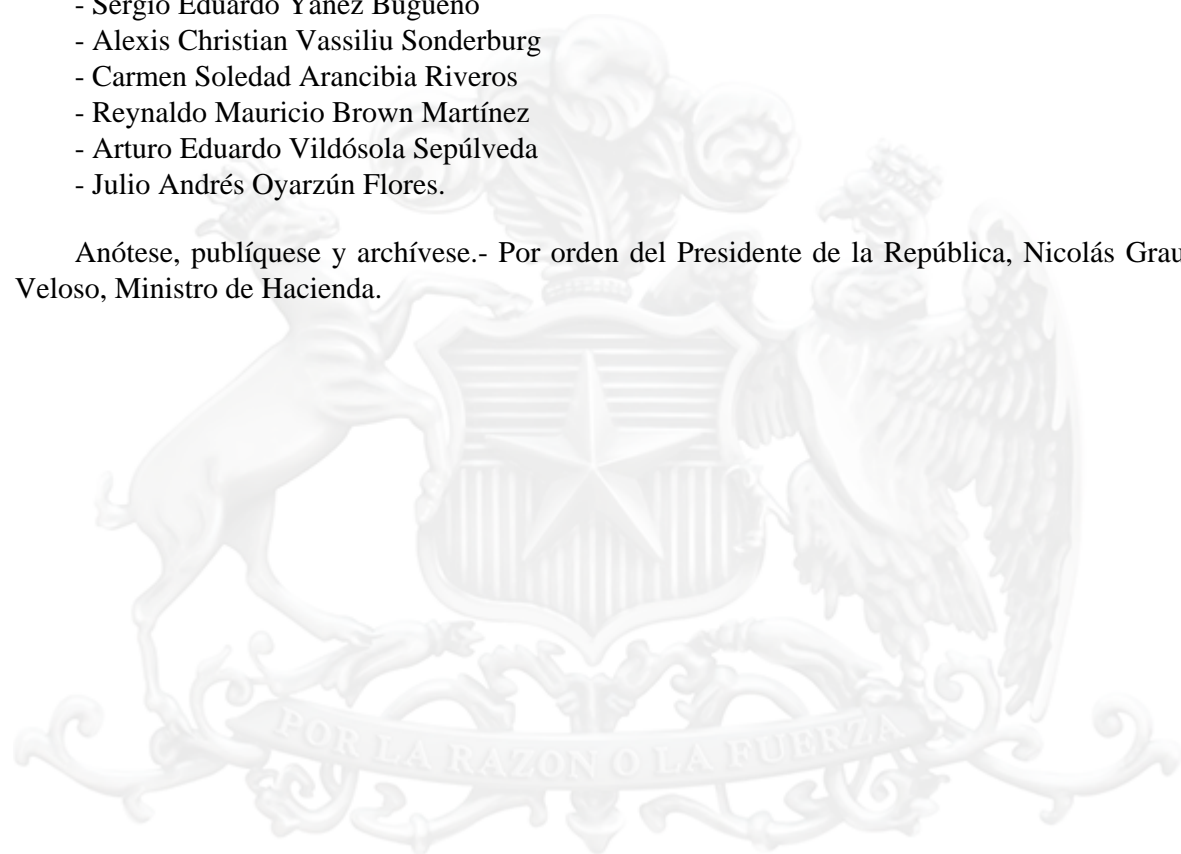 - Sergio Eduardo Yáñez Bugueño
- Alexis Christian Vassiliu Sonderburg
- Carmen Soledad Arancibia Riveros
- Reynaldo Mauricio Brown Martínez
- Arturo Eduardo Vildósola Sepúlveda
- Julio Andrés Oyarzún Flores.
Anótese, publíquese y archívese.- Por orden del Presidente de la República, Nicolás Grau
Veloso, Ministro de Hacienda.
POR LA RAZON O LA FUERZA